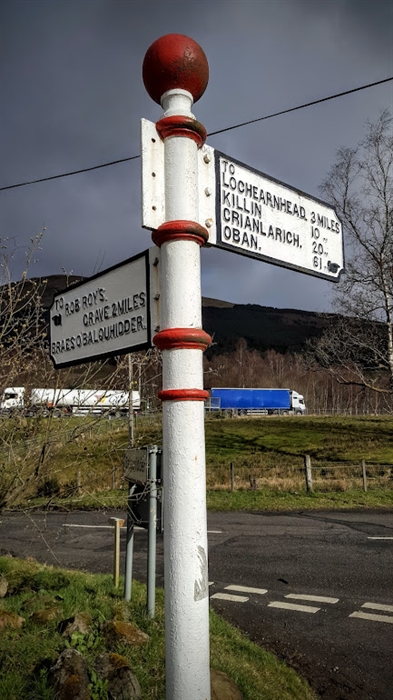 TO
LOCHEARNHEAD. 3 MILES
KILLIN 10 "
CRIANLARICH. 20 "
OBAN. 61 "
TO ROB ROY'S
GRAVE 2 MILES
BRAES O BALQUHIDDER.